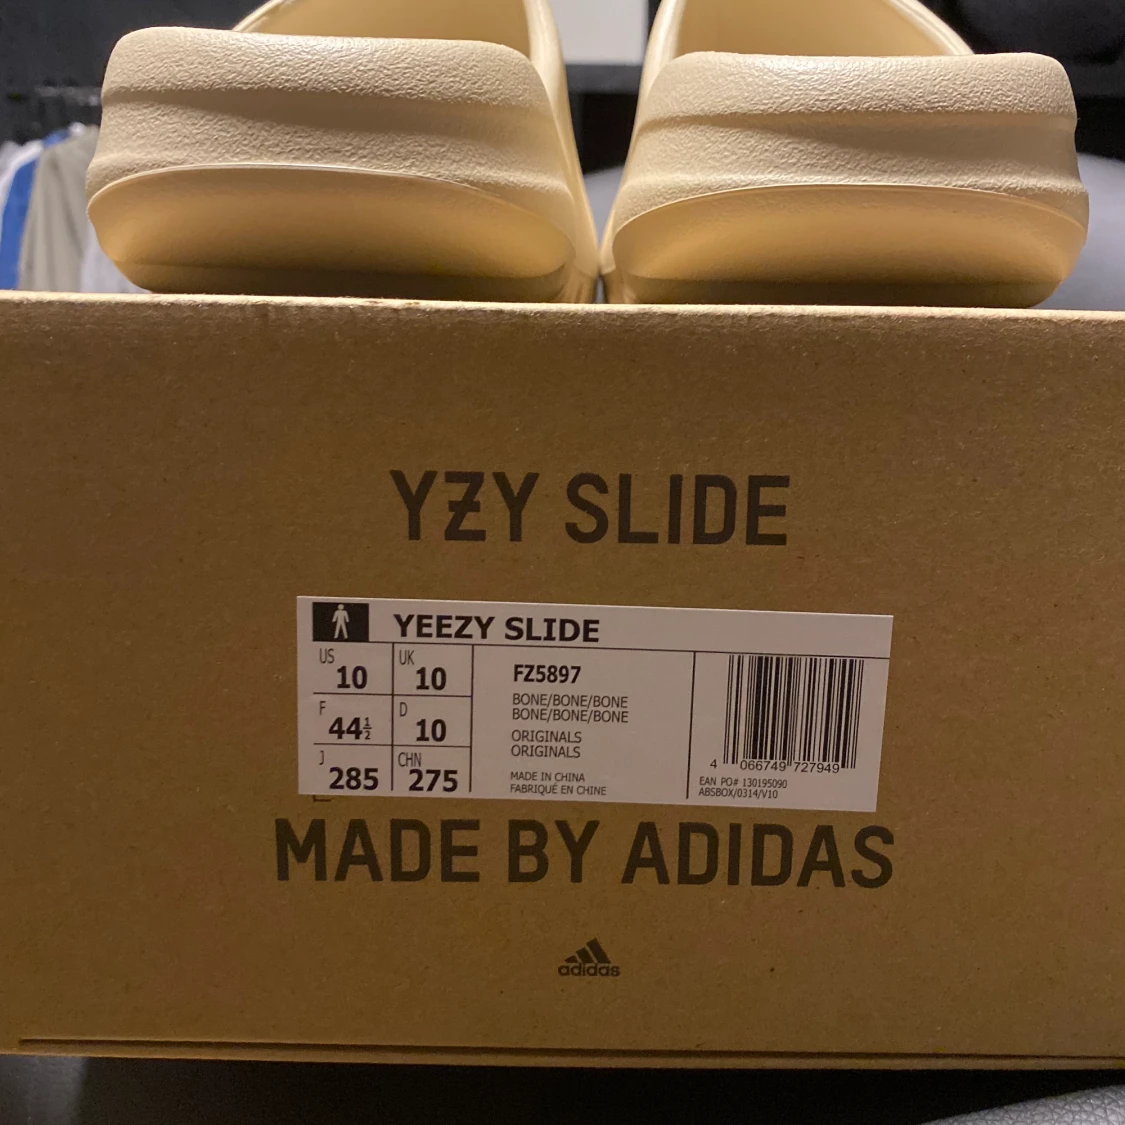 YZY SLIDE
YEEZY SLIDE
US 10 UK 10
F 44½ D 10
J 285 CHN 275
FZ5897
BONE/BONE/BONE
BONE/BONE/BONE
ORIGINALS
ORIGINALS
MADE IN CHINA
FABRIQUÉ EN CHINE
4 066749 727949
EAN PO# 130195090
ABSBOX/0314/V10
MADE BY ADIDAS
adidas